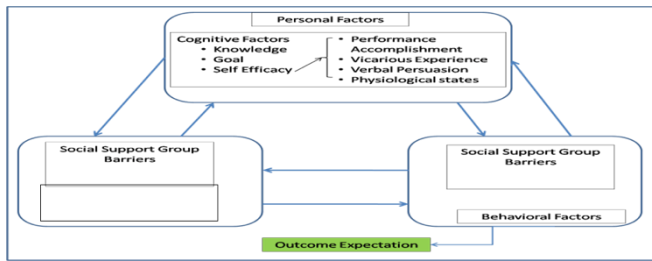 Personal Factors
Cognitive Factors
• Knowledge
• Goal
• Self Efficacy
• Performance
Accomplishment
• Vicarious Experience
• Verbal Persuasion
• Physiological states
Social Support Group
Barriers
Social Support Group
Barriers
Behavioral Factors
Outcome Expectation